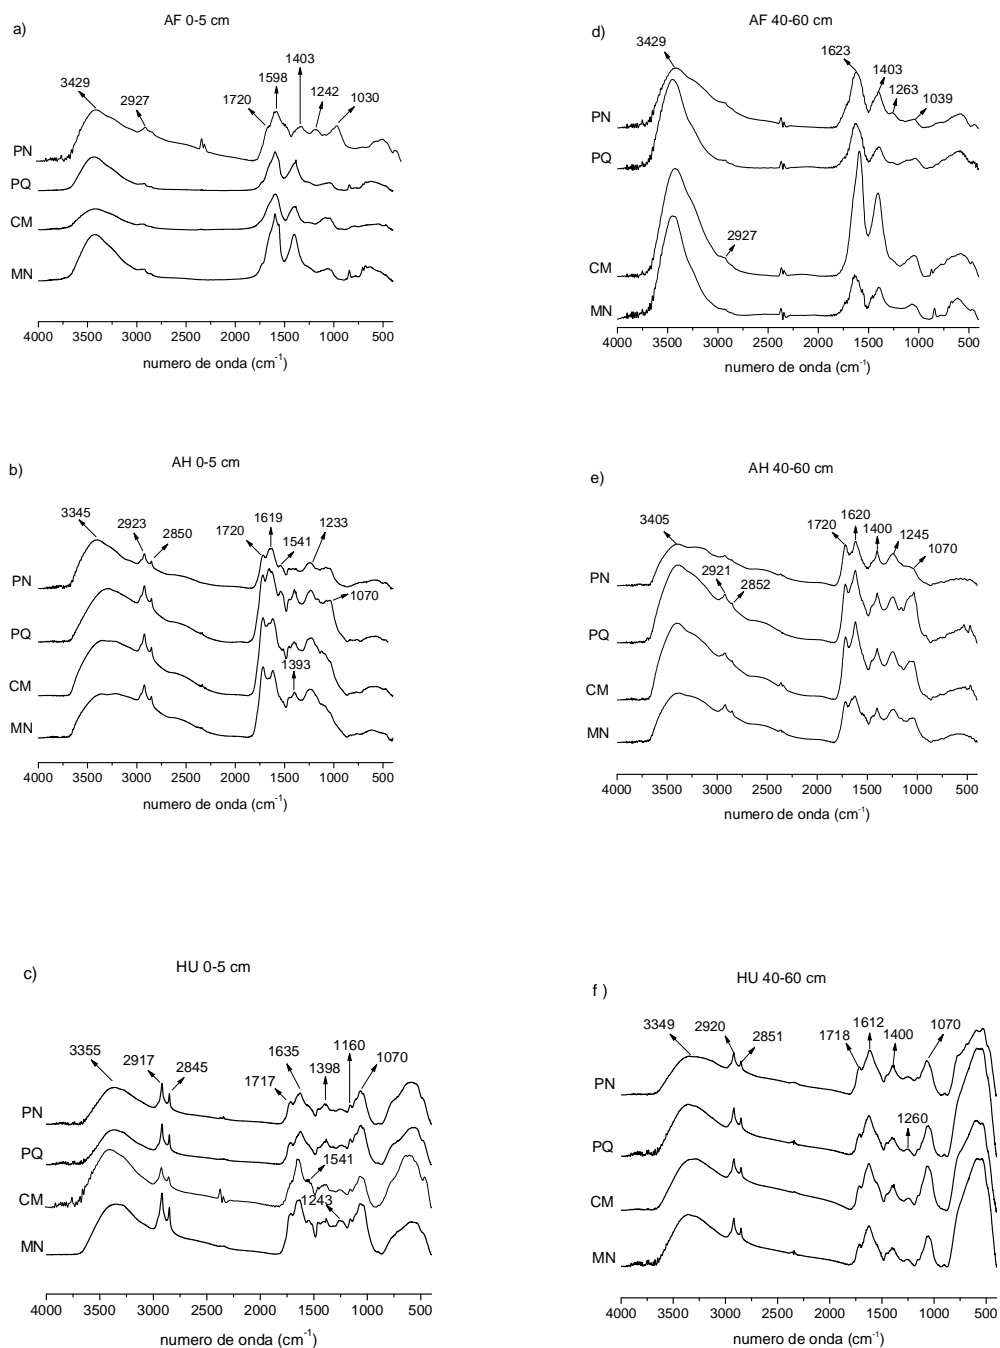 a)
AF 0-5 cm
3429
2927
1720
1598
1403
1242
1030
PN
PQ
CM
MN
4000 3500 3000 2500 2000 1500 1000 500
numero de onda (cm-1)
d)
AF 40-60 cm
3429
1623
1403
1263
1039
2927
PN
PQ
CM
MN
4000 3500 3000 2500 2000 1500 1000 500
numero de onda (cm-1)
b)
AH 0-5 cm
3345
2923
2850
1720
1619
1541
1233
1070
1393
PN
PQ
CM
MN
4000 3500 3000 2500 2000 1500 1000 500
numero de onda (cm-1)
e)
AH 40-60 cm
3405
2921
2852
1720
1620
1400
1245
1070
PN
PQ
CM
MN
4000 3500 3000 2500 2000 1500 1000 500
numero de onda (cm-1)
c)
HU 0-5 cm
3355
2917
2845
1717
1635
1398
1160
1070
1541
1243
PN
PQ
CM
MN
4000 3500 3000 2500 2000 1500 1000 500
numero de onda (cm-1)
f )
HU 40-60 cm
3349
2920
2851
1718
1612
1400
1070
1260
PN
PQ
CM
MN
4000 3500 3000 2500 2000 1500 1000 500
numero de onda (cm-1)